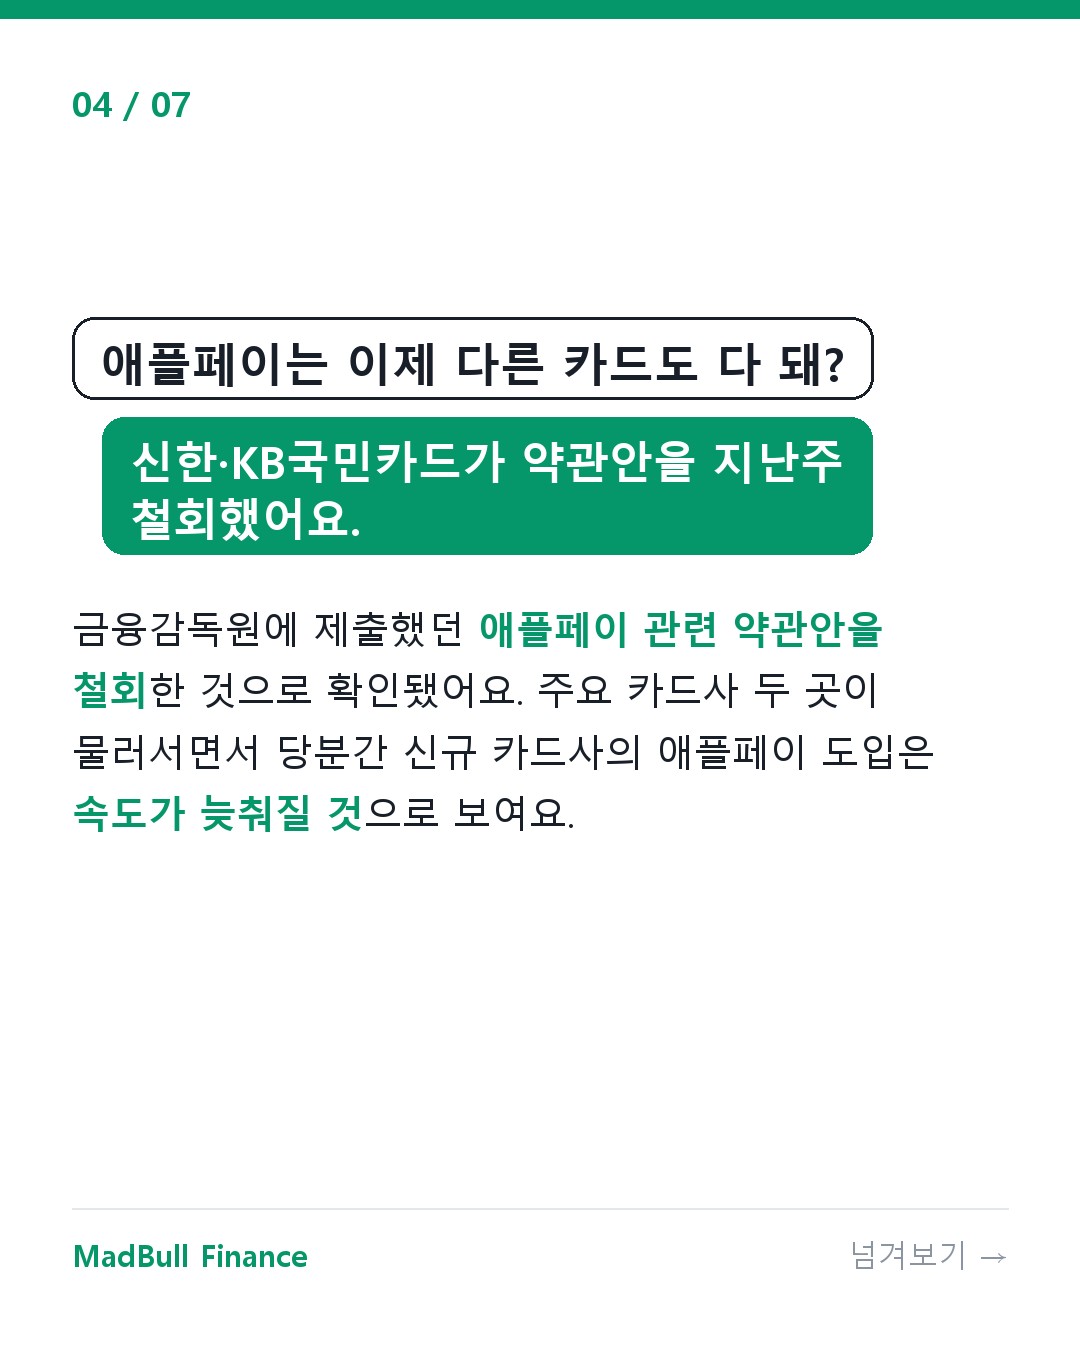 04 / 07
애플페이는 이제 다른 카드도 다 돼?
신한·KB국민카드가 약관안을 지난주
철회했어요.
금융감독원에 제출했던 애플페이 관련 약관안을
철회한 것으로 확인됐어요. 주요 카드사 두 곳이
물러서면서 당분간 신규 카드사의 애플페이 도입은
속도가 늦춰질 것으로 보여요.
MadBull Finance
넘겨보기 →